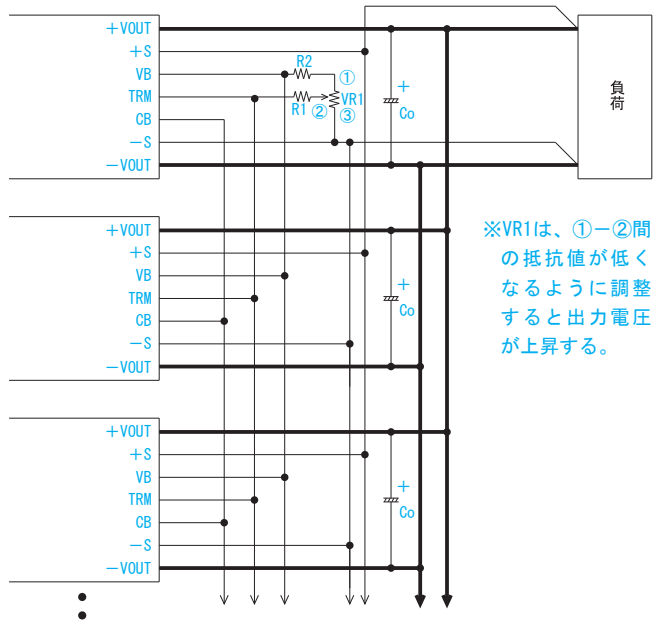 +VOUT
+S
VB
TRM
CB
−S
−VOUT
R2
①
R1
②
VR1
③
+
Co
負荷
+VOUT
+S
VB
TRM
CB
−S
−VOUT
+
Co
※VR1は、①−②間
の抵抗値が低く
なるように調整
すると出力電圧
が上昇する。
+VOUT
+S
VB
TRM
CB
−S
−VOUT
+
Co